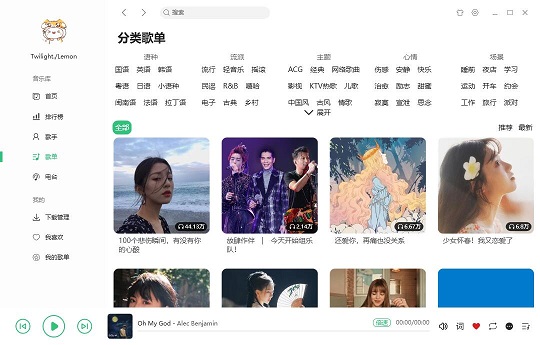 搜索
Twilight./Lemon
音乐库
首页
排行榜
歌手
歌单
电台
我的
下载管理
我喜欢
我的歌单
分类歌单
语种 流派 主题 心情 场景
国语 英语 韩语 流行 轻音乐 摇滚 ACG 经典 网络歌曲 伤感 安静 快乐 睡前 夜店 学习
粤语 日语 小语种 民谣 R&B 嘻哈 影视 KTV热歌 儿歌 治愈 励志 甜蜜 运动 开车 约会
闽南语 法语 拉丁语 电子 古典 乡村 中国风 古风 情歌 寂寞 宣泄 思念 工作 旅行 派对
展开
全部 推荐 最新
44.13万 2.14万 6.67万 6.8万
100个悲伤瞬间，有没有你的心酸
放肆作伴 | 今天开始组乐队!
还爱你，再痛也没关系
少女怀春！我又恋爱了
Oh My God - Alec Benjamin
倍速 00:00/00:00 词